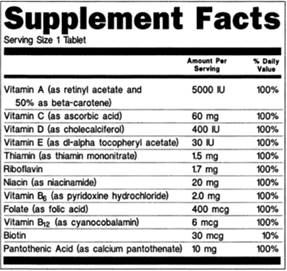 Supplement Facts
Serving Size 1 Tablet
Amount Per Serving % Daily Value
Vitamin A (as retinyl acetate and 50% as beta-carotene) 5000 IU 100%
Vitamin C (as ascorbic acid) 60 mg 100%
Vitamin D (as cholecalciferol) 400 IU 100%
Vitamin E (as dl-alpha tocopheryl acetate) 30 IU 100%
Thiamin (as thiamin mononitrate) 1.5 mg 100%
Riboflavin 1.7 mg 100%
Niacin (as niacinamide) 20 mg 100%
Vitamin B₆ (as pyridoxine hydrochloride) 2.0 mg 100%
Folate (as folic acid) 400 mcg 100%
Vitamin B₁₂ (as cyanocobalamin) 6 mcg 100%
Biotin 30 mcg 10%
Pantothenic Acid (as calcium pantothenate) 10 mg 100%